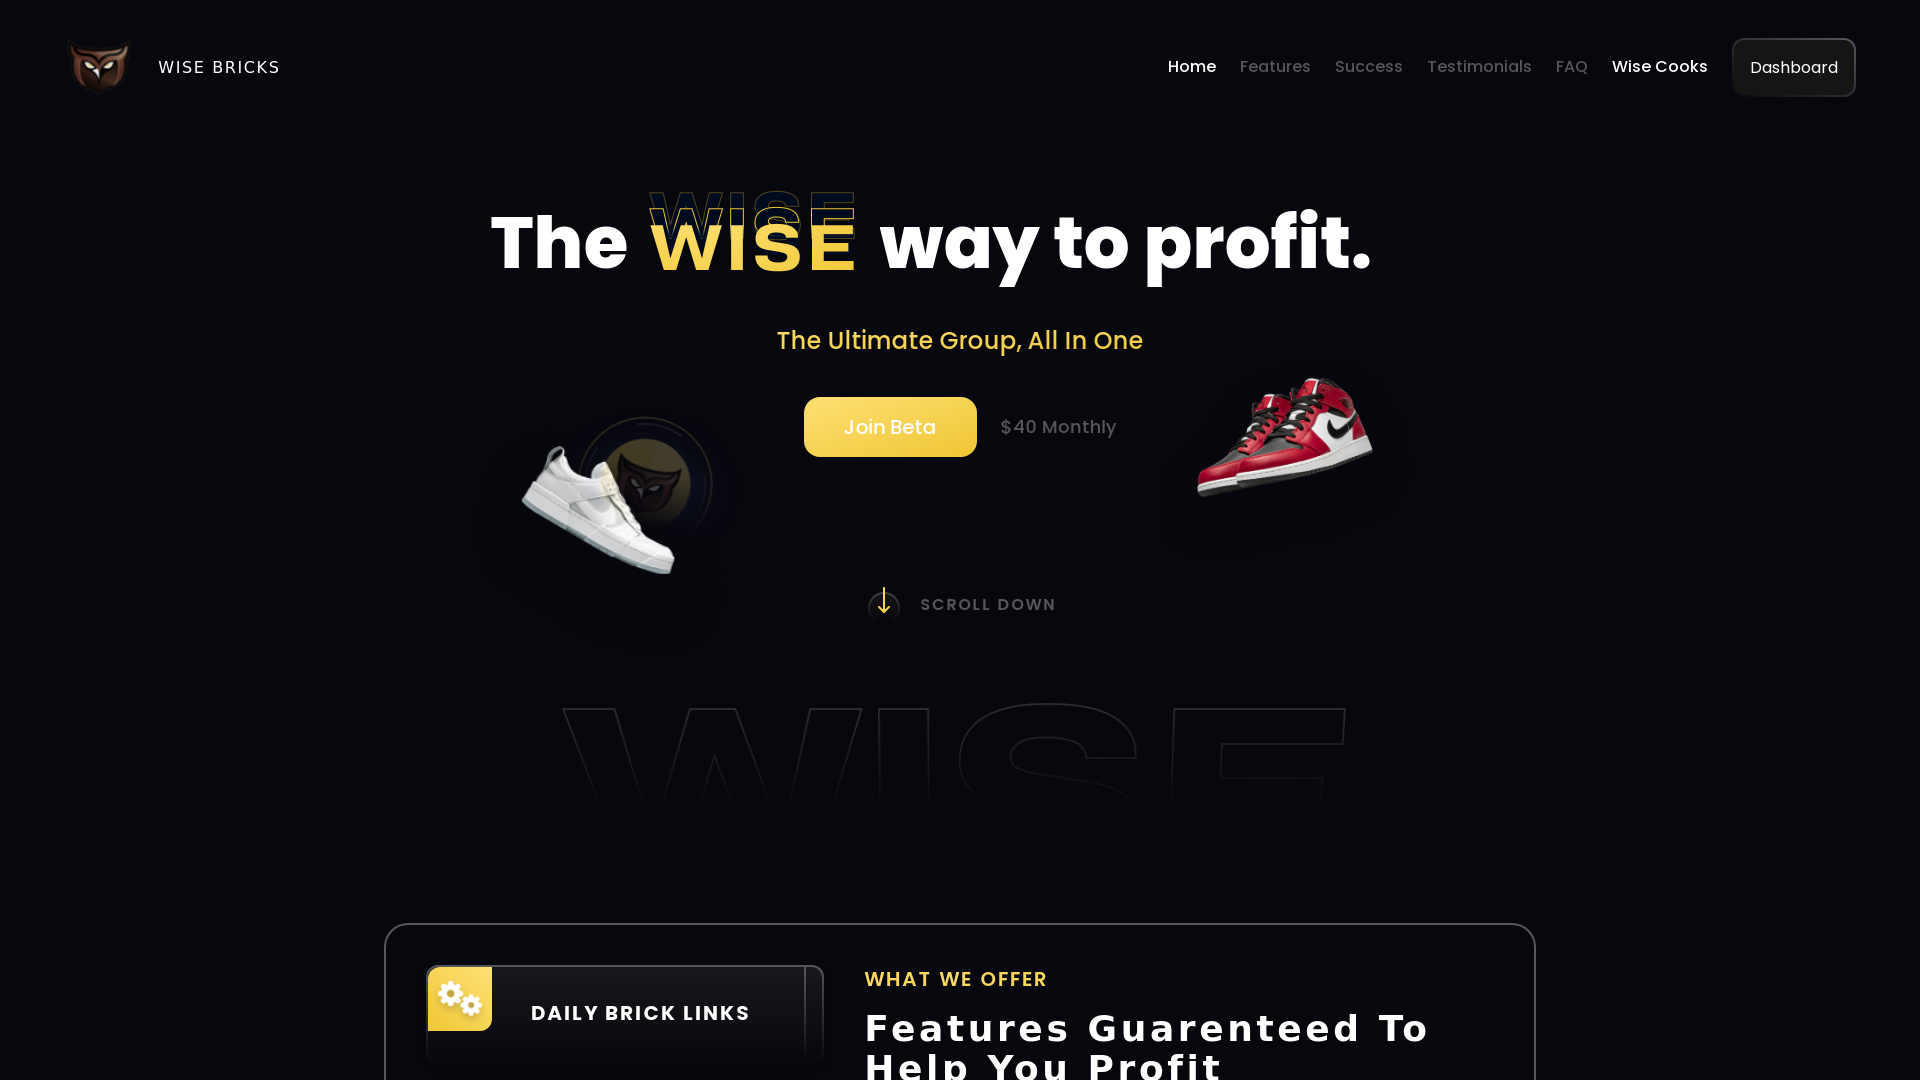 WISE BRICKS
Home
Features
Success
Testimonials
FAQ
Wise Cooks
Dashboard
The WISE way to profit.
The Ultimate Group, All In One
Join Beta
$40 Monthly
SCROLL DOWN
WISE
DAILY BRICK LINKS
WHAT WE OFFER
Features Guarenteed To
Help You Profit